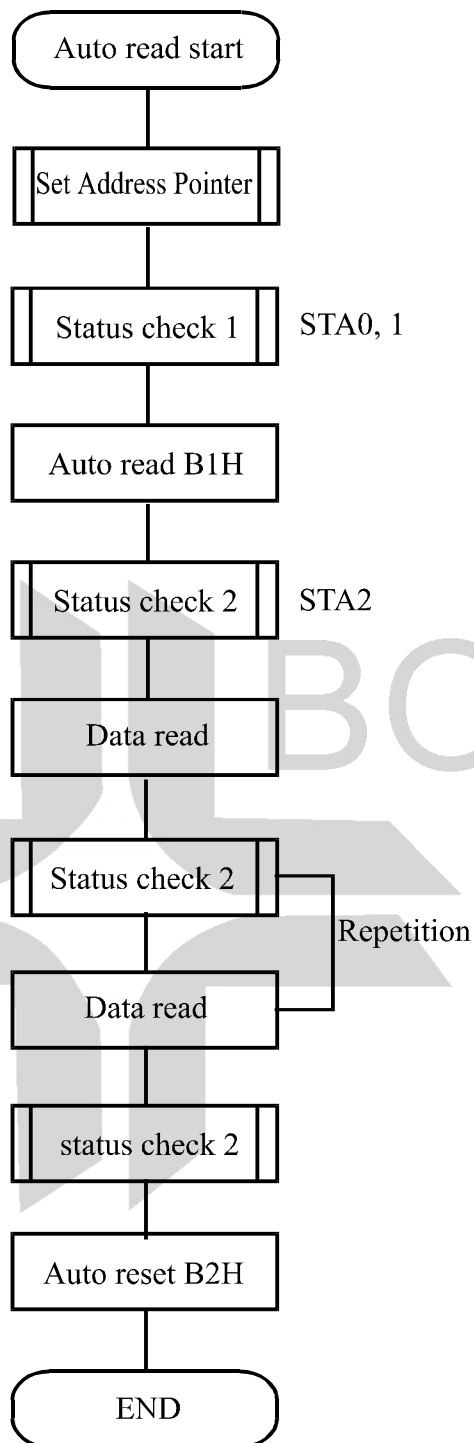 Auto read start
Set Address Pointer
Status check 1
STA0, 1
Auto read B1H
Status check 2
STA2
Data read
Status check 2
Repetition
Data read
status check 2
Auto reset B2H
END